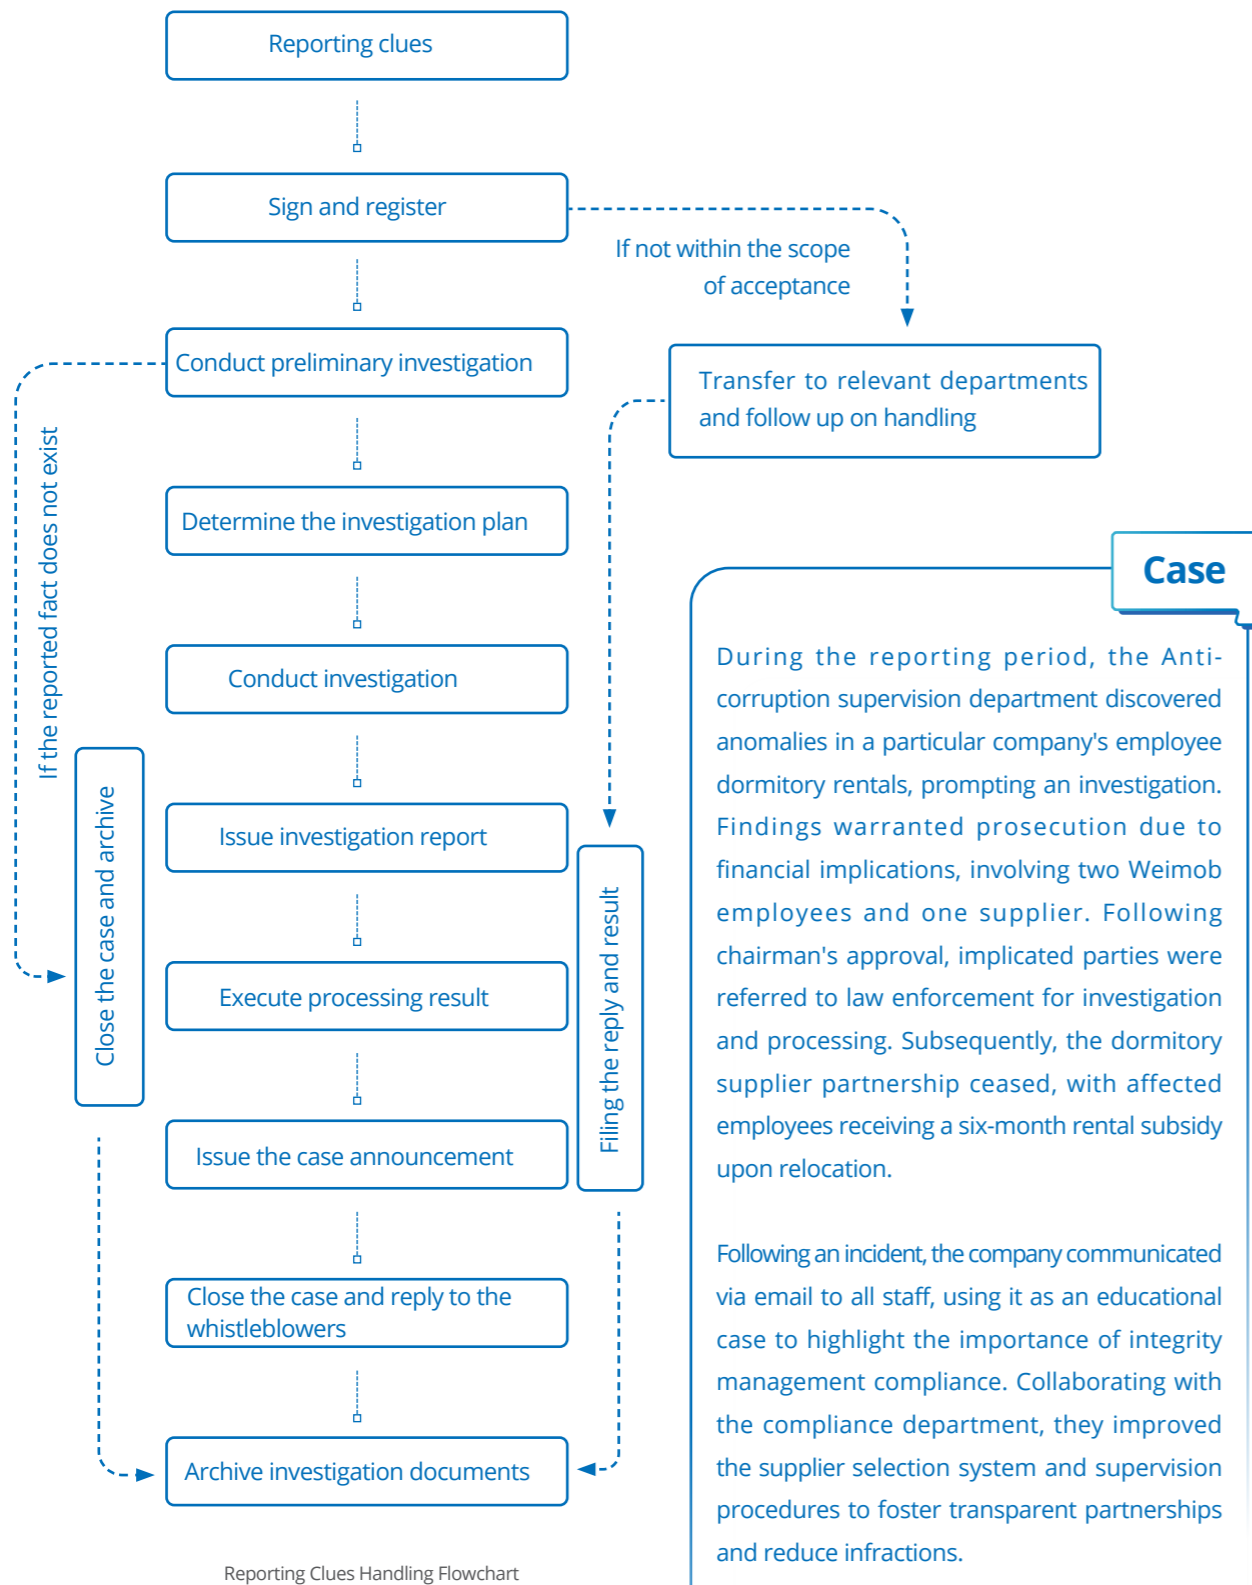 Reporting clues
Sign and register
If not within the scope
of acceptance
Conduct preliminary investigation
Transfer to relevant departments
and follow up on handling
If the reported fact does not exist
Determine the investigation plan
Conduct investigation
Close the case and archive
Issue investigation report
Filing the reply and result
Execute processing result
Issue the case announcement
Close the case and reply to the
whistleblowers
Archive investigation documents
Reporting Clues Handling Flowchart
Case
During the reporting period, the Anti-
corruption supervision department discovered
anomalies in a particular company's employee
dormitory rentals, prompting an investigation.
Findings warranted prosecution due to
financial implications, involving two Weimob
employees and one supplier. Following
chairman's approval, implicated parties were
referred to law enforcement for investigation
and processing. Subsequently, the dormitory
supplier partnership ceased, with affected
employees receiving a six-month rental subsidy
upon relocation.
Following an incident, the company communicated
via email to all staff, using it as an educational
case to highlight the importance of integrity
management compliance. Collaborating with
the compliance department, they improved
the supplier selection system and supervision
procedures to foster transparent partnerships
and reduce infractions.